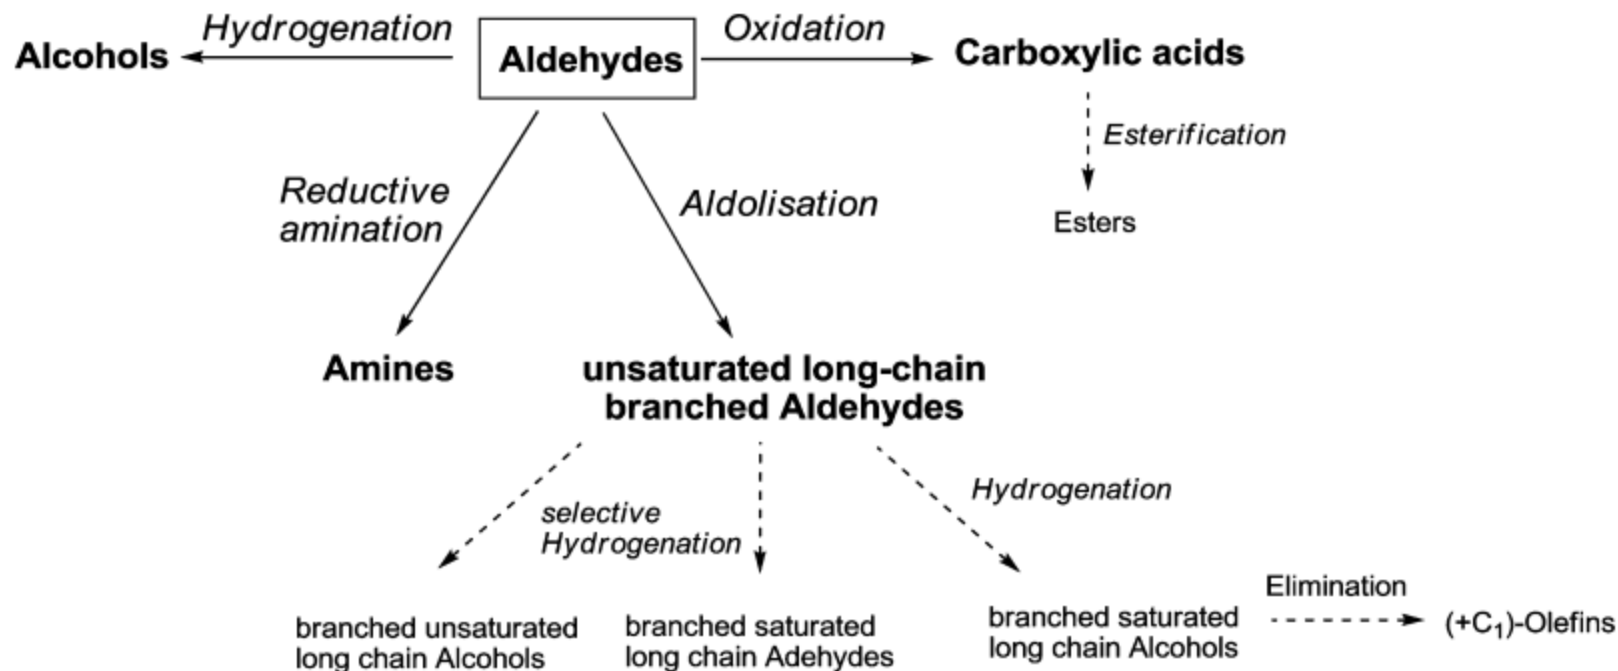 Hydrogenation
Oxidation
Alcohols
Aldehydes
Carboxylic acids
Esterification
Reductive
amination
Aldolisation
Esters
Amines
unsaturated long-chain
branched Aldehydes
Hydrogenation
selective
Hydrogenation
Elimination
branched unsaturated
long chain Alcohols
branched saturated
long chain Adehydes
branched saturated
long chain Alcohols
(+C₁)-Olefins